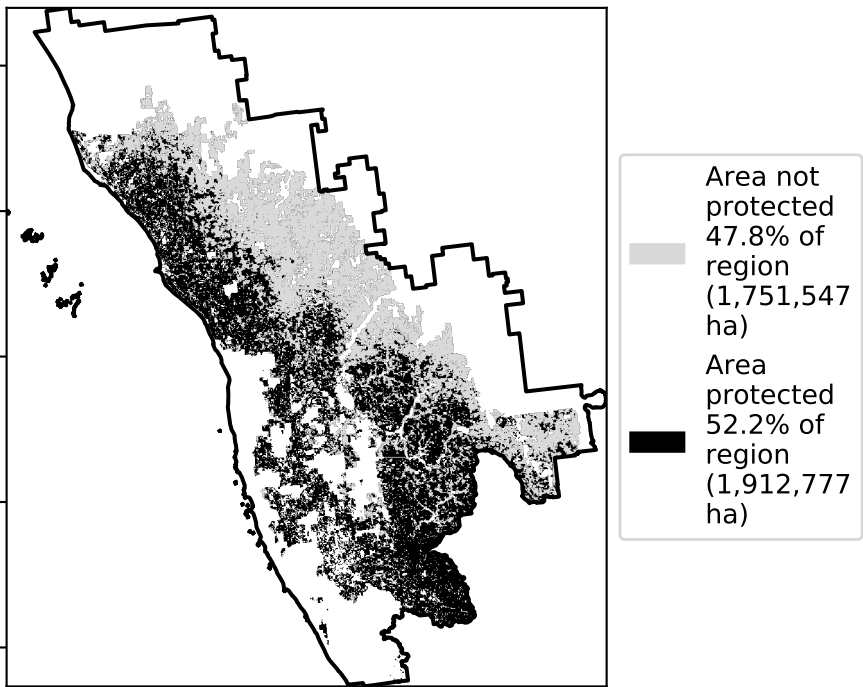 Area not
protected
47.8% of
region
(1,751,547
ha)
Area
protected
52.2% of
region
(1,912,777
ha)